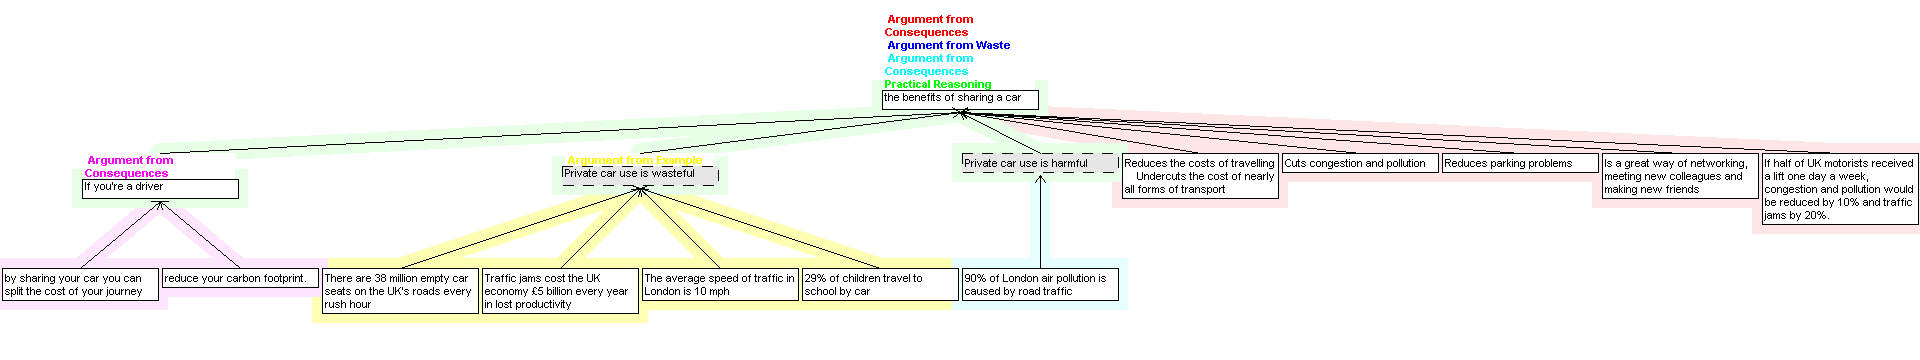 Argument from
Consequences
Argument from Waste
Argument from
Consequences
Practical Reasoning
the benefits of sharing a car
Argument from
Consequences
If you're a driver
Argument from Example
Private car use is wasteful
Private car use is harmful
Reduces the costs of travelling
Undercuts the cost of nearly
all forms of transport
Cuts congestion and pollution
Reduces parking problems
Is a great way of networking,
meeting new colleagues and
making new friends
If half of UK motorists received
a lift one day a week,
congestion and pollution would
be reduced by 10% and traffic
jams by 20%.
by sharing your car you can
split the cost of your journey
reduce your carbon footprint.
There are 38 million empty car
seats on the UK's roads every
rush hour
Traffic jams cost the UK
economy £5 billion every year
in lost productivity
The average speed of traffic in
London is 10 mph
29% of children travel to
school by car
90% of London air pollution is
caused by road traffic